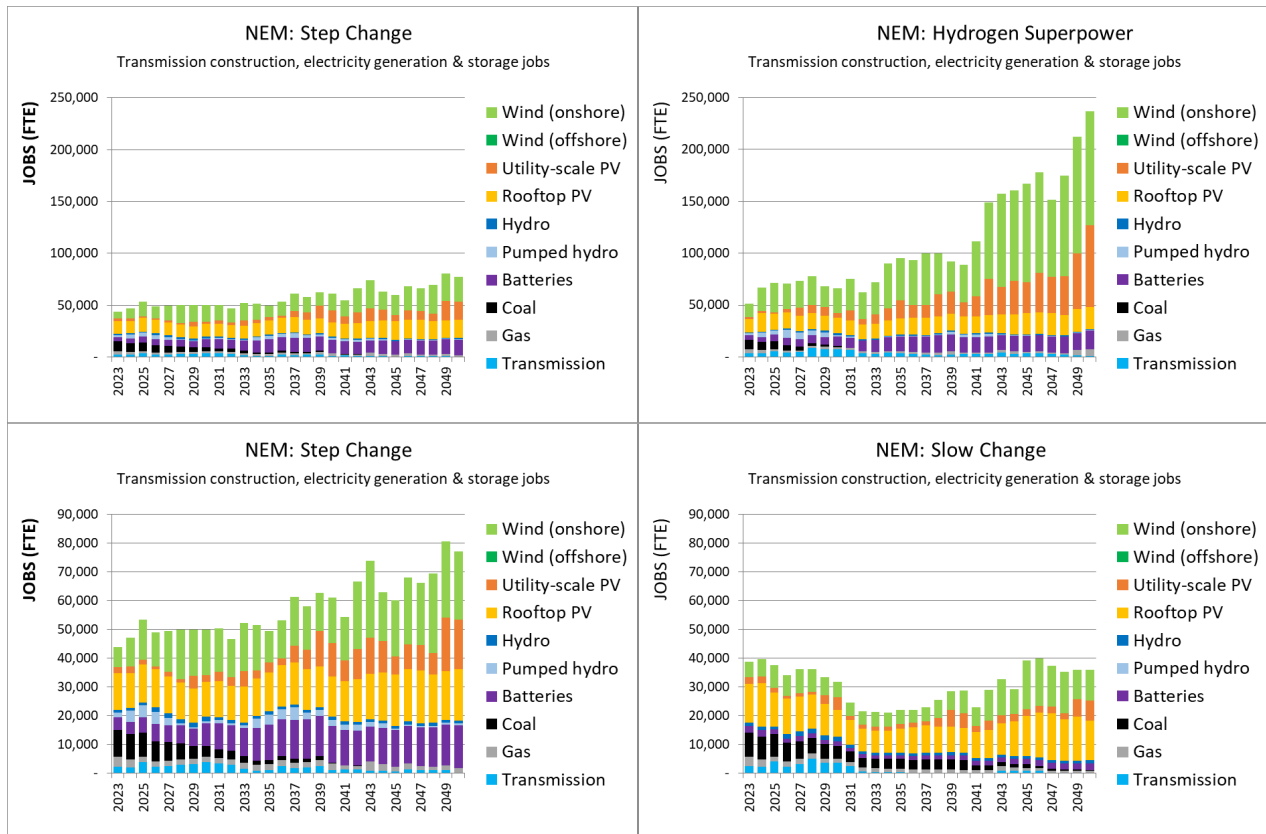 NEM: Step Change
Transmission construction, electricity generation & storage jobs
JOBS (FTE)
250,000
200,000
150,000
100,000
50,000
-
2023
2025
2027
2029
2031
2033
2035
2037
2039
2041
2043
2045
2047
2049
Wind (onshore)
Wind (offshore)
Utility-scale PV
Rooftop PV
Hydro
Pumped hydro
Batteries
Coal
Gas
Transmission
NEM: Hydrogen Superpower
Transmission construction, electricity generation & storage jobs
JOBS (FTE)
250,000
200,000
150,000
100,000
50,000
-
2023
2025
2027
2029
2031
2033
2035
2037
2039
2041
2043
2045
2047
2049
Wind (onshore)
Wind (offshore)
Utility-scale PV
Rooftop PV
Hydro
Pumped hydro
Batteries
Coal
Gas
Transmission
NEM: Step Change
Transmission construction, electricity generation & storage jobs
JOBS (FTE)
90,000
80,000
70,000
60,000
50,000
40,000
30,000
20,000
10,000
-
2023
2025
2027
2029
2031
2033
2035
2037
2039
2041
2043
2045
2047
2049
Wind (onshore)
Wind (offshore)
Utility-scale PV
Rooftop PV
Hydro
Pumped hydro
Batteries
Coal
Gas
Transmission
NEM: Slow Change
Transmission construction, electricity generation & storage jobs
JOBS (FTE)
90,000
80,000
70,000
60,000
50,000
40,000
30,000
20,000
10,000
-
2023
2025
2027
2029
2031
2033
2035
2037
2039
2041
2043
2045
2047
2049
Wind (onshore)
Wind (offshore)
Utility-scale PV
Rooftop PV
Hydro
Pumped hydro
Batteries
Coal
Gas
Transmission